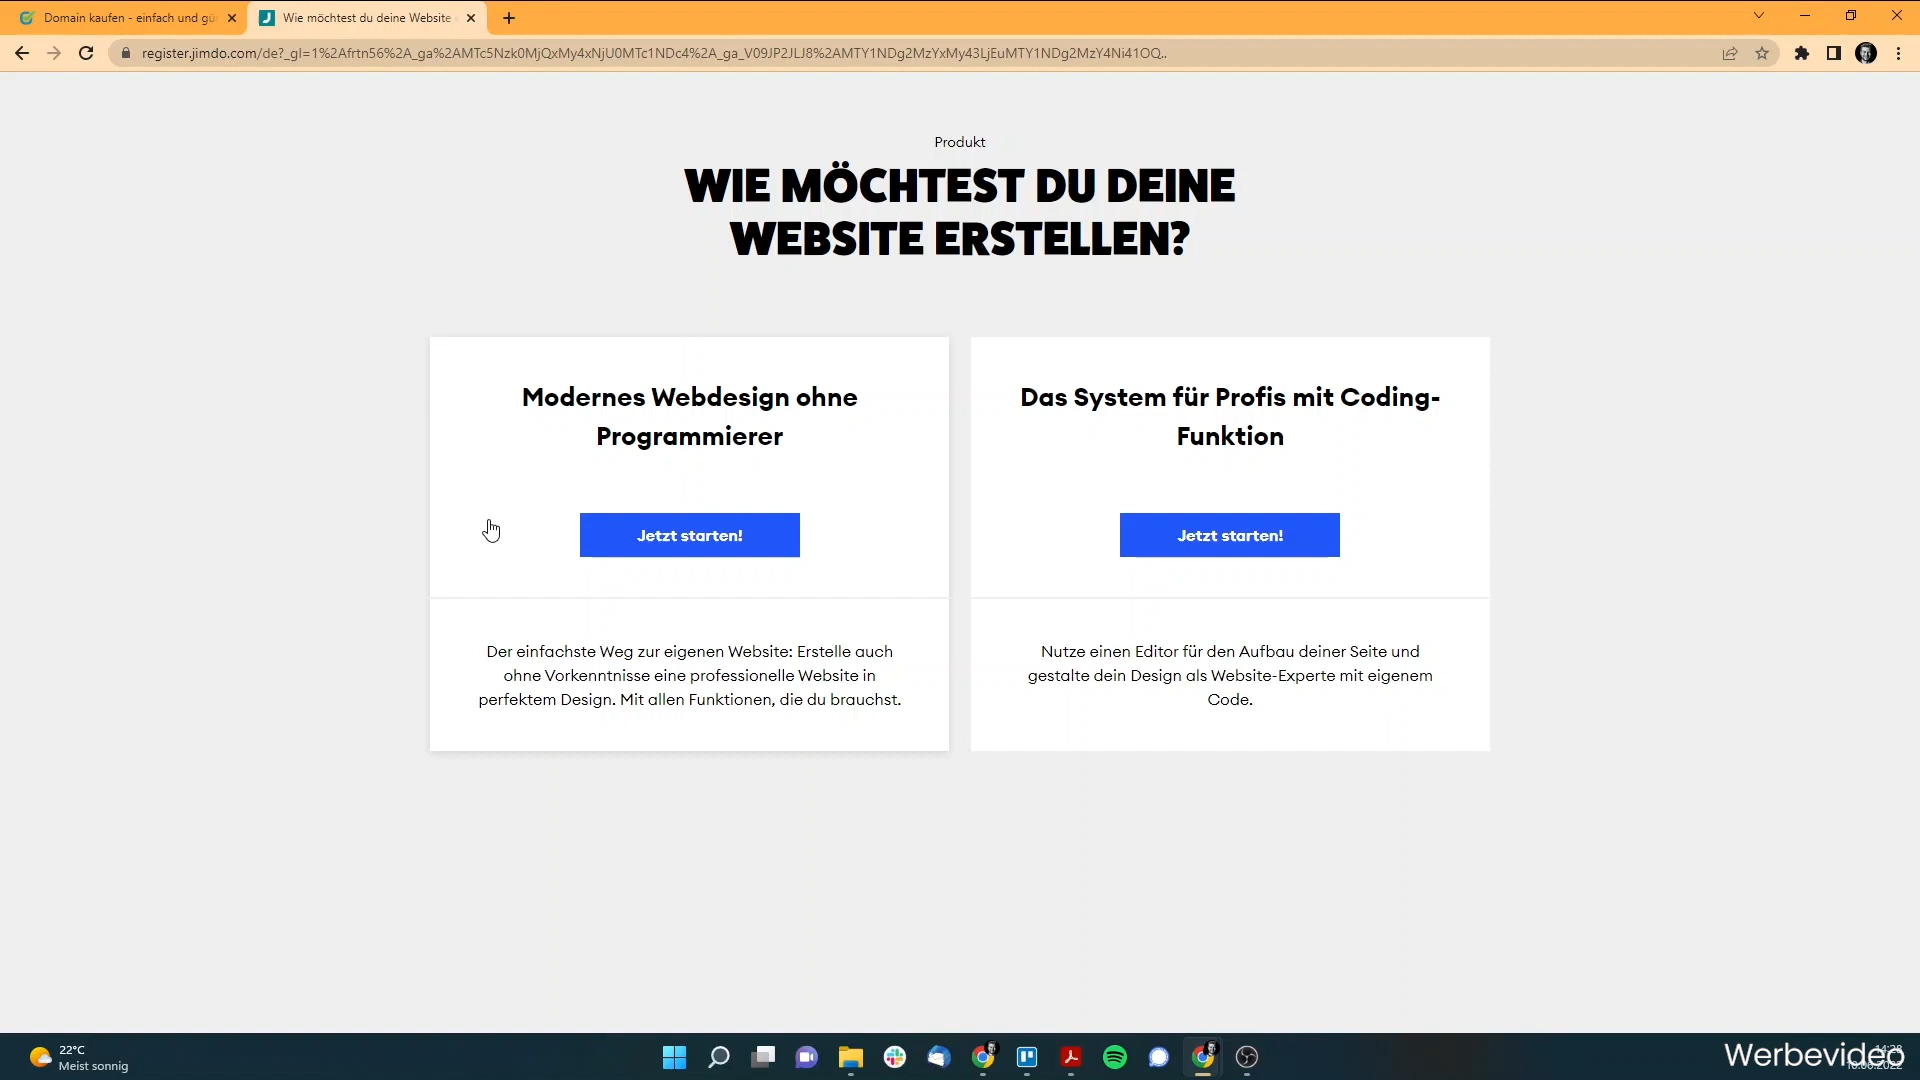 Domain kaufen - einfach und gü
Wie möchtest du deine Website
register.jimdo.com/de?_gl=1%2Afrtn56%2A_ga%2AMTc5Nzk0MjQxMy4xNjU0MTc1NDc4%2A_ga_V09JP2JLJ8%2AMTY1NDg2MzYxMy43LjEuMTY1NDg2MzY4Ni41OQ..
Produkt
WIE MÖCHTEST DU DEINE
WEBSITE ERSTELLEN?
Modernes Webdesign ohne
Programmierer
Jetzt starten!
Der einfachste Weg zur eigenen Website: Erstelle auch
ohne Vorkenntnisse eine professionelle Website in
perfektem Design. Mit allen Funktionen, die du brauchst.
Das System für Profis mit Coding-
Funktion
Jetzt starten!
Nutze einen Editor für den Aufbau deiner Seite und
gestalte dein Design als Website-Experte mit eigenem
Code.
22°C
Meist sonnig
Werbevideo